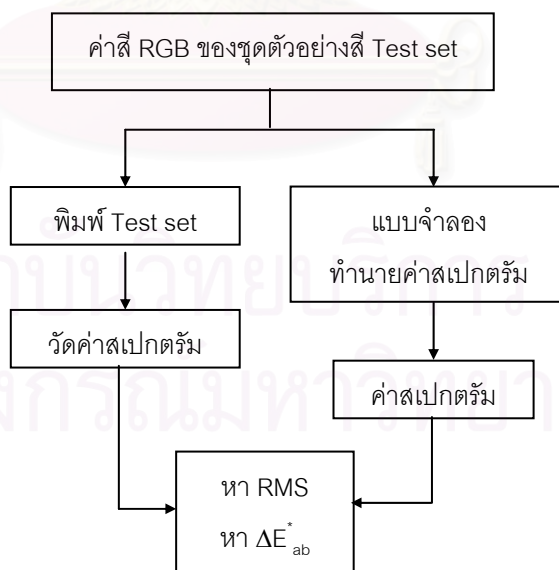 ค่าสี RGB ของชุดตัวอย่างสี Test set
พิมพ์ Test set
แบบจำลอง
ทำนายค่าสเปกตรัม
วัดค่าสเปกตรัม
ค่าสเปกตรัม
หา RMS
หา ΔE*ab